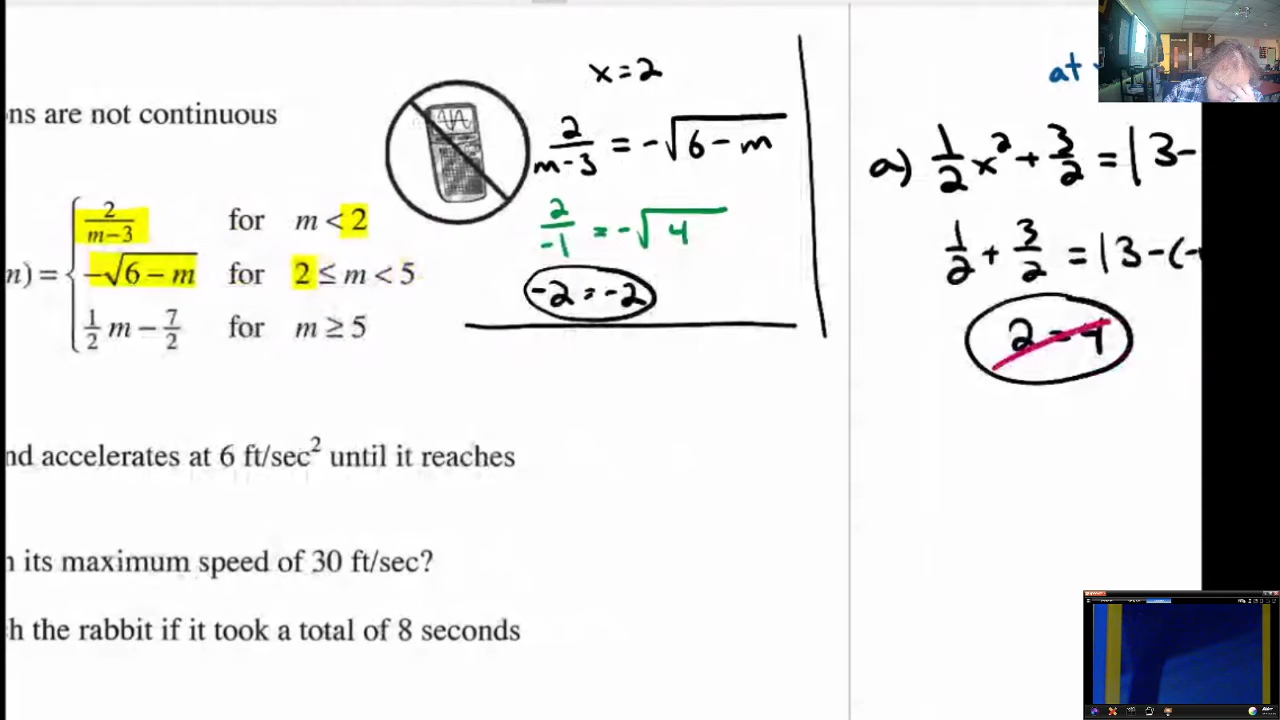 ns are not continuous
2/(m−3) for m < 2
m) = { −√(6 − m) for 2 ≤ m < 5
1/2 m − 7/2 for m ≥ 5
nd accelerates at 6 ft/sec² until it reaches
its maximum speed of 30 ft/sec?
h the rabbit if it took a total of 8 seconds
x=2
2/(m-3) = -√(6-m)
2/-1 = -√4
-2 = -2
at
a) 1/2 x² + 3/2 = |3-
1/2 + 3/2 = |3-(-
2 = 4